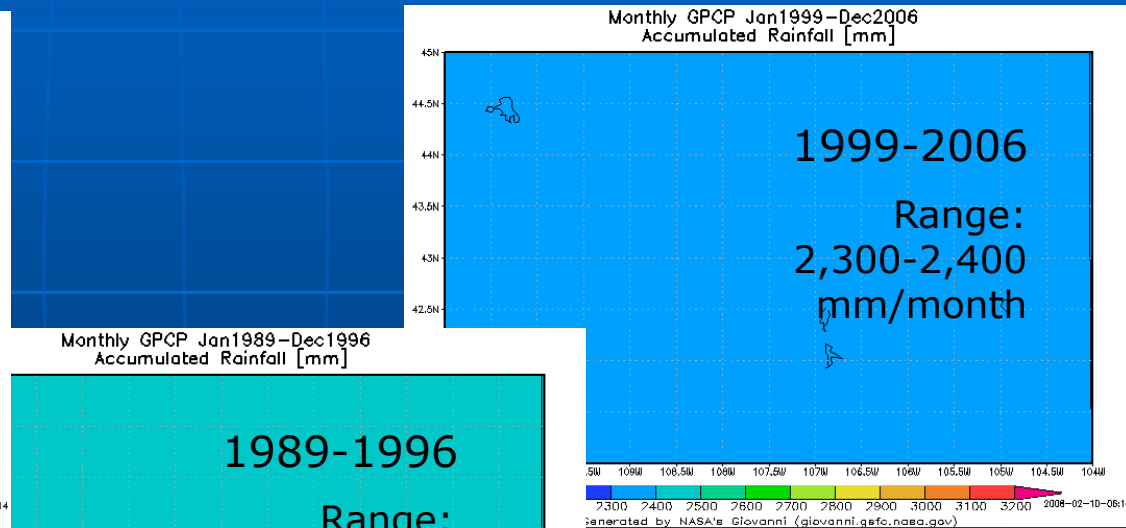 Monthly GPCP Jan1999-Dec2006
Accumulated Rainfall [mm]
45N
44.5N
44N
43.5N
43N
42.5N
1999-2006
Range:
2,300-2,400
mm/month
109W 108.5W 108W 107.5W 107W 106.5W 106W 105.5W 105W 104.5W 104W
2300 2400 2500 2600 2700 2800 2900 3000 3100 3200
Generated by NASA's Giovanni (giovanni.gsfc.nasa.gov)
Monthly GPCP Jan1989-Dec1996
Accumulated Rainfall [mm]
1989-1996
Range: